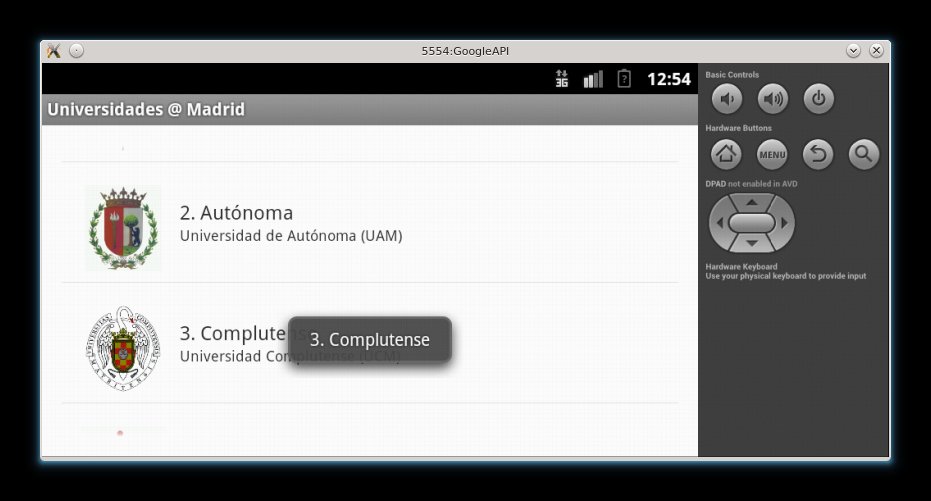 5554:GoogleAPI
3G
?
12:54
Universidades @ Madrid
2. Autónoma
Universidad de Autónoma (UAM)
3. Complutense
Universidad Complutense (UCM)
3. Complutense
Basic Controls
Hardware Buttons
MENU
DPAD not enabled in AVD
Hardware Keyboard
Use your physical keyboard to provide input